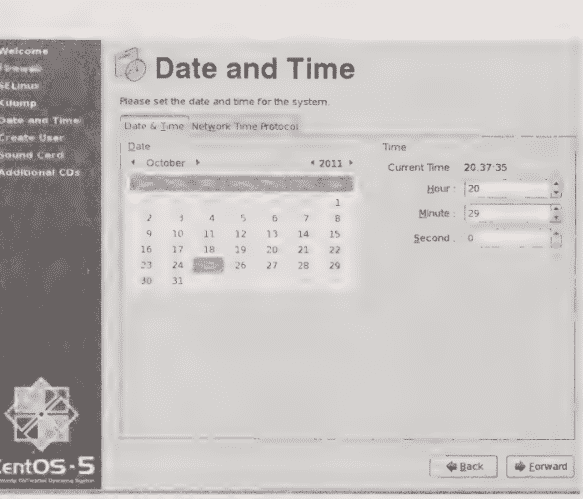 Welcome
Firewall
SELinux
Kdump
Date and Time
Create User
Sound Card
Additional CDs
Date and Time
Please set the date and time for the system.
Date & Time Network Time Protocol
Date
October 2011
1
2 3 4 5 6 7 8
9 10 11 12 13 14 15
16 17 18 19 20 21 22
23 24 26 27 28 29
30 31
Time
Current Time 20:37:35
Hour : 20
Minute : 29
Second : 0
CentOS-5
Back Forward